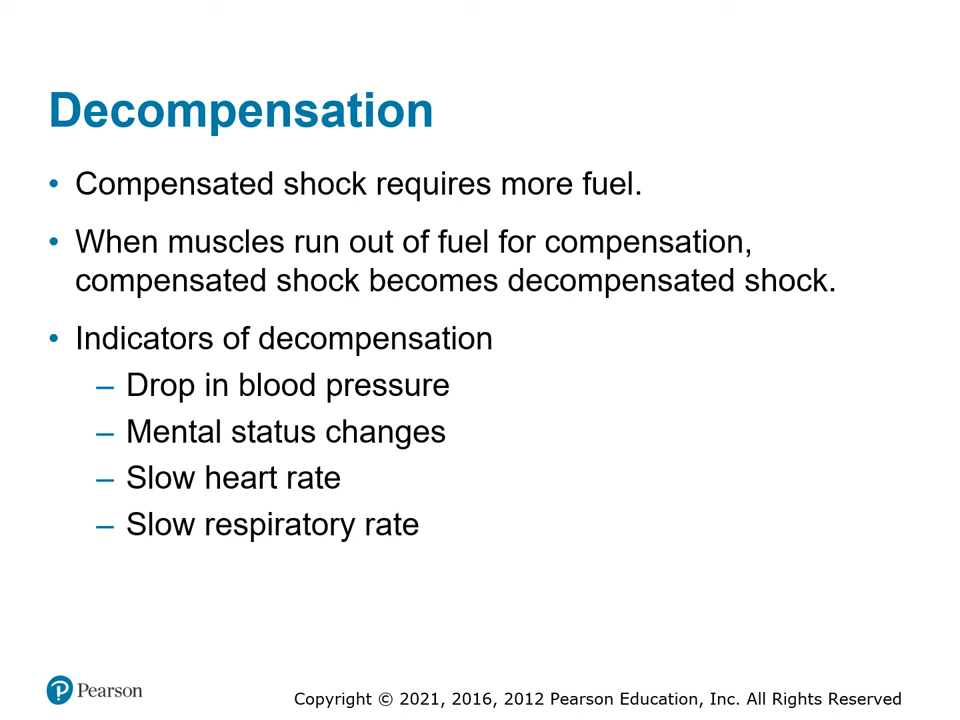 Decompensation
• Compensated shock requires more fuel.
• When muscles run out of fuel for compensation,
compensated shock becomes decompensated shock.
• Indicators of decompensation
– Drop in blood pressure
– Mental status changes
– Slow heart rate
– Slow respiratory rate
Pearson
Copyright © 2021, 2016, 2012 Pearson Education, Inc. All Rights Reserved